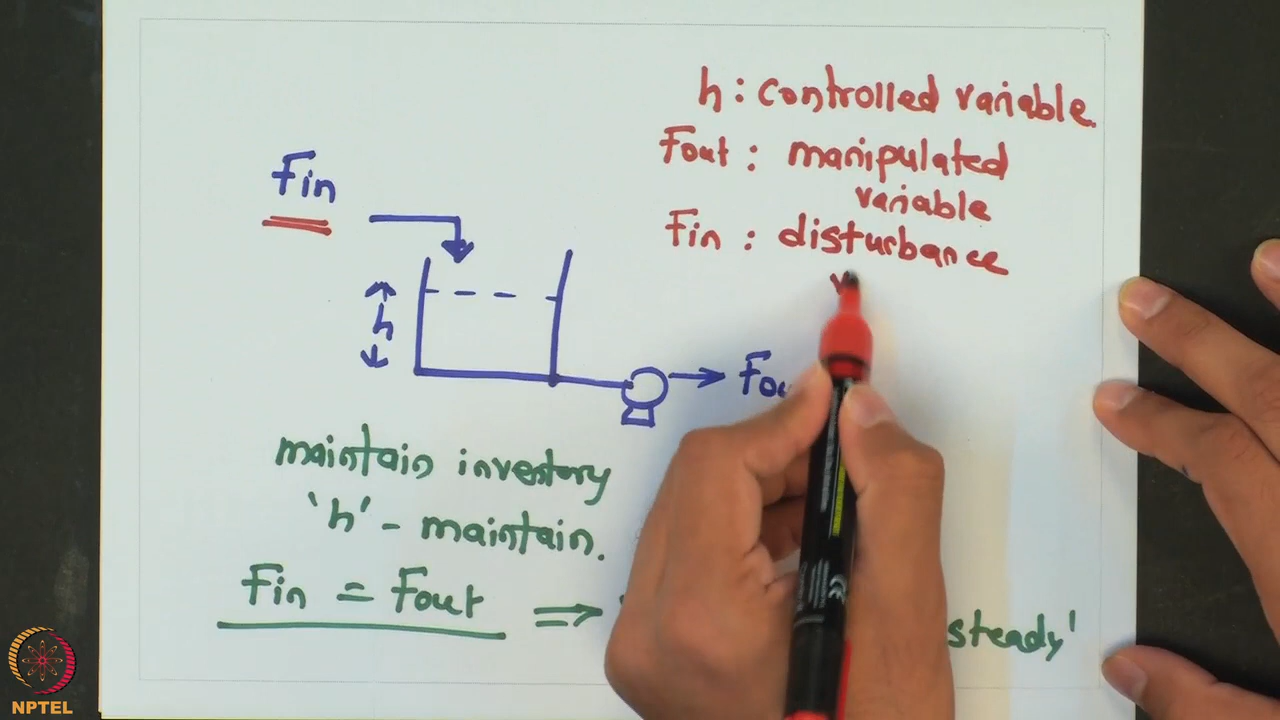 h : controlled variable.
Fout : manipulated
variable
Fin : disturbance
Fin
h
maintain inventory
'h' - maintain.
Fin = Fout ⇒
steady'
NPTEL